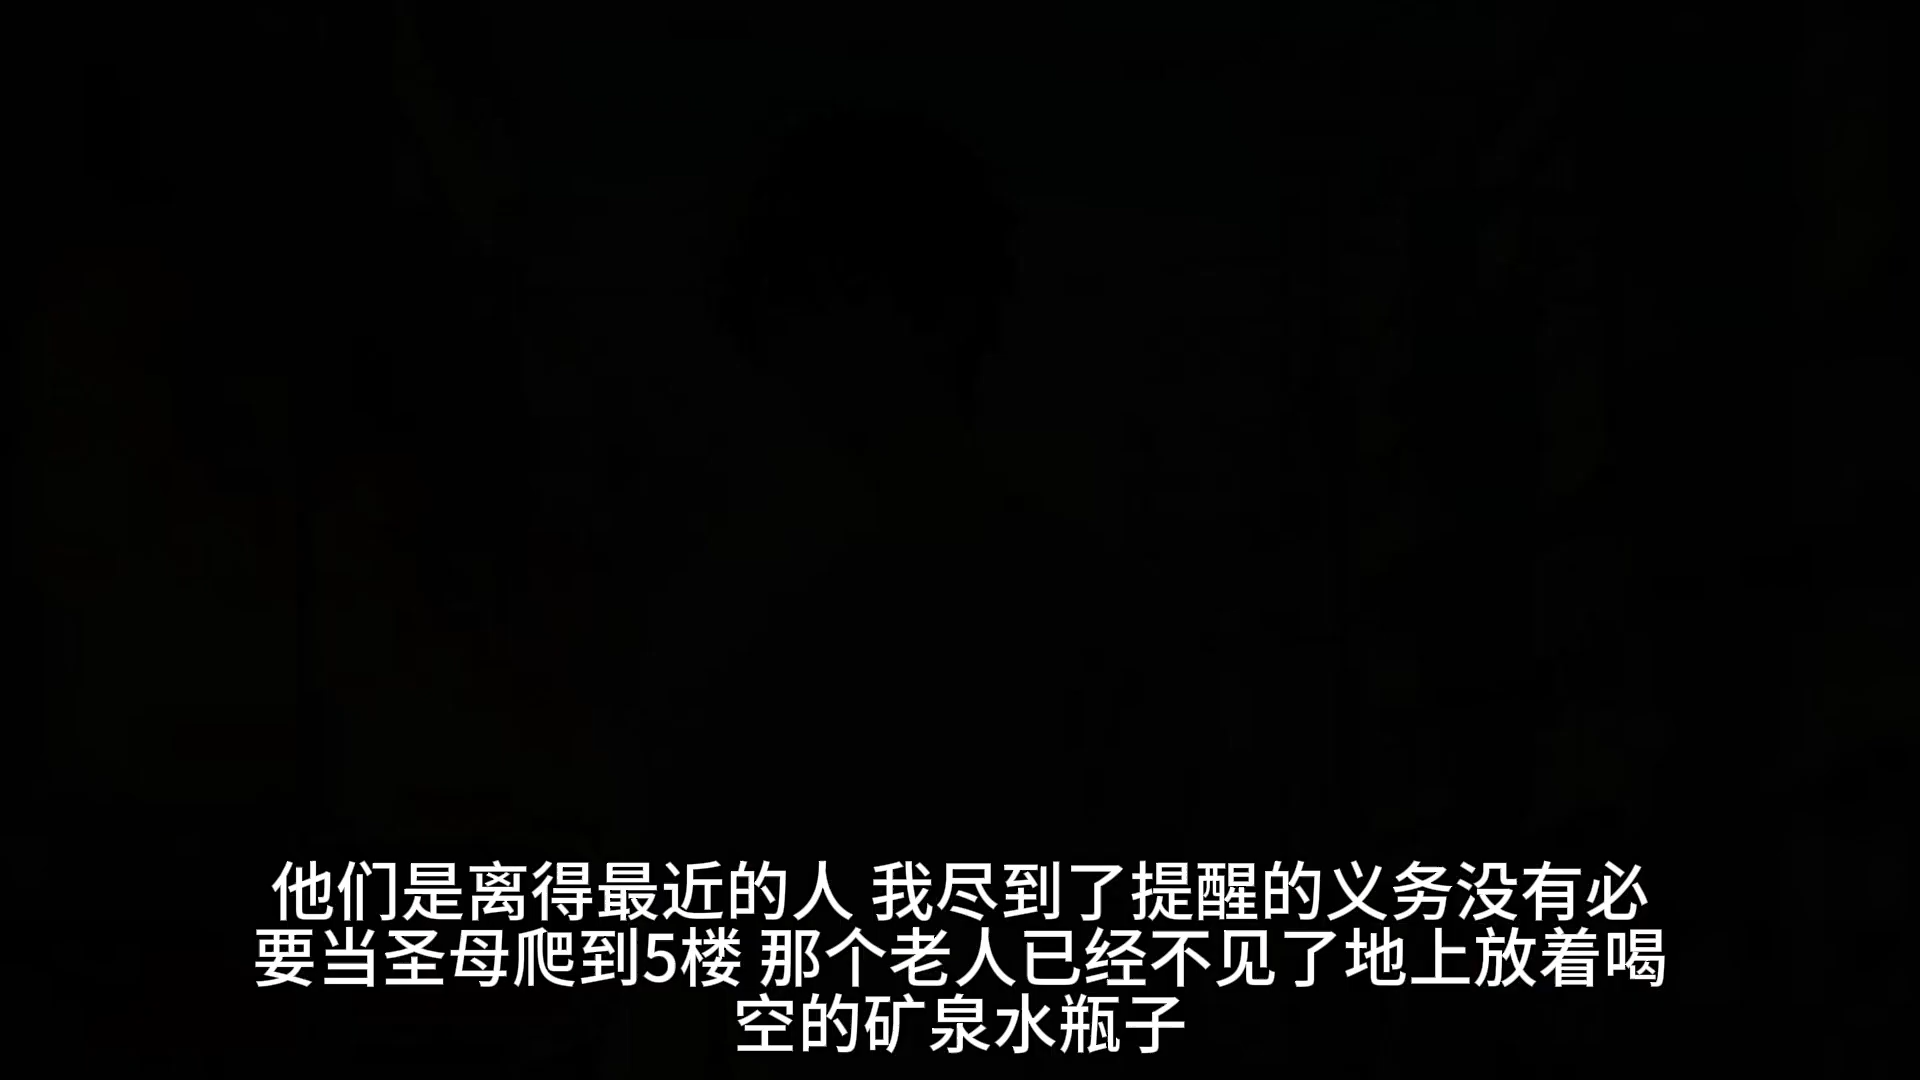 他们是离得最近的人 我尽到了提醒的义务没有必
要当圣母爬到5楼 那个老人已经不见了地上放着喝
空的矿泉水瓶子